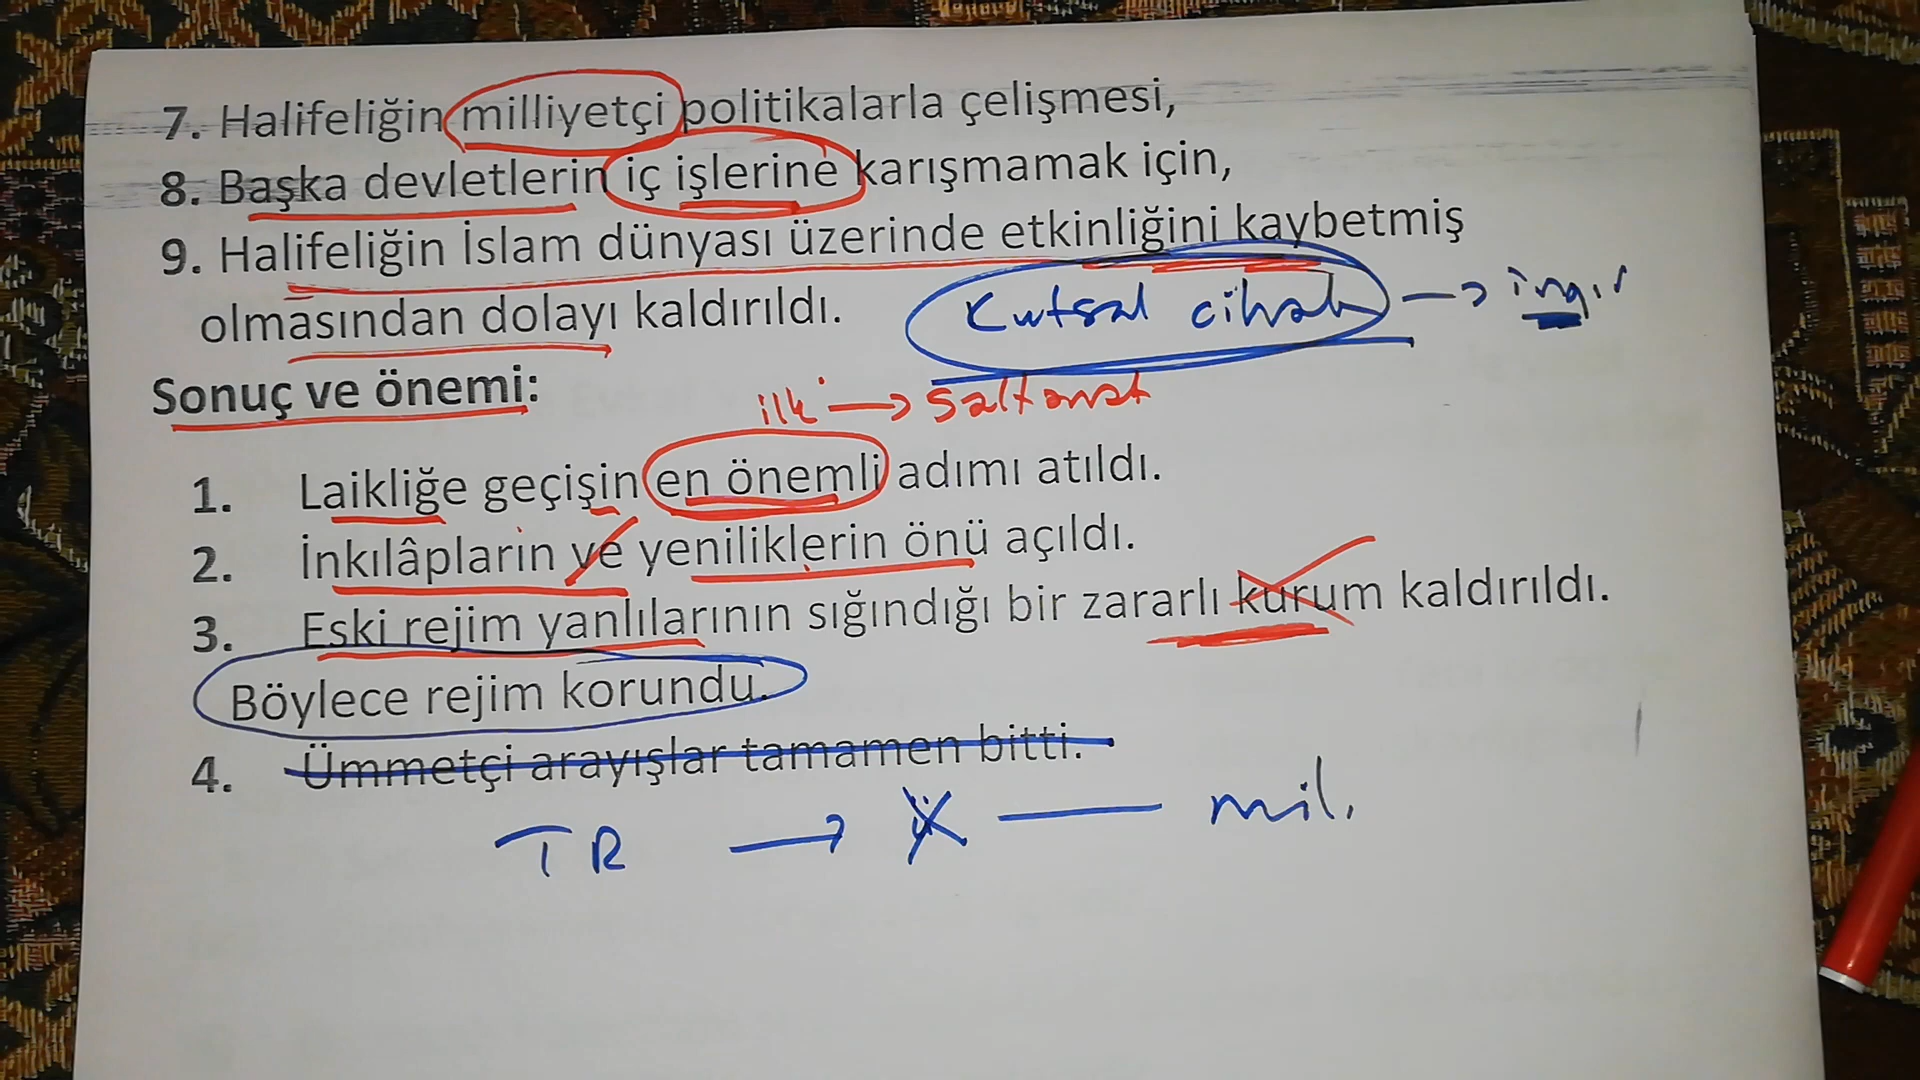 7. Halifeliğin milliyetçi politikalarla çelişmesi,
8. Başka devletlerin iç işlerine karışmamak için,
9. Halifeliğin İslam dünyası üzerinde etkinliğini kaybetmiş
olmasından dolayı kaldırıldı.
Kutsal cihat →
Sonuç ve önemi:
ilk → Saltanat
1. Laikliğe geçişin en önemli adımı atıldı.
2. İnkılâpların ve yeniliklerin önü açıldı.
3. Eski rejim yanlılarının sığındığı bir zararlı kurum kaldırıldı.
Böylece rejim korundu.
4. Ümmetçi arayışlar tamamen bitti.
TR → Ü — mil.